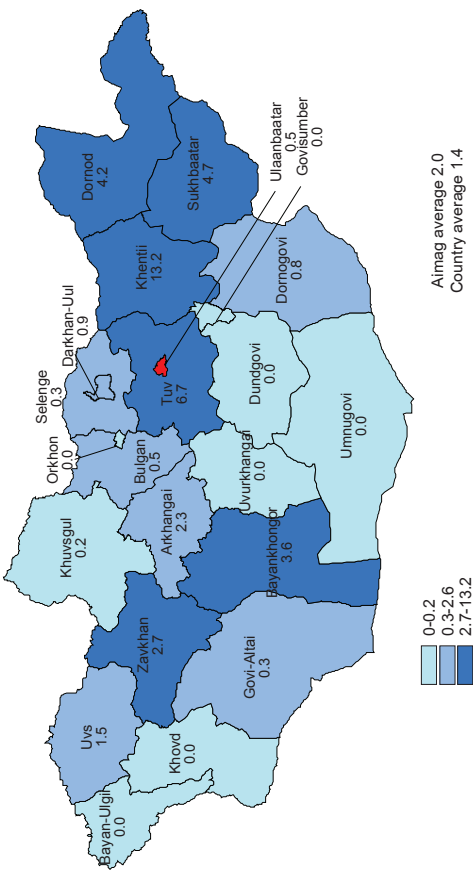 Bayan-Ulgii
0.0
Uvs
1.5
Khovd
0.0
Zavkhan
2.7
Govi-Altai
0.3
Khuvsgul
0.2
Arkhangai
2.3
Bayankhongor
3.6
Orkhon
0.0
Bulgan
0.5
Uvurkhangai
0.0
Selenge
0.3
Darkhan-Uul
0.9
Tuv
6.7
Dundgovi
0.0
Umnugovi
0.0
Khentii
13.2
Dornogovi
0.8
Dornod
4.2
Sukhbaatar
4.7
Ulaanbaatar
0.5
Govisumber
0.0
0-0.2
0.3-2.6
2.7-13.2
Aimag average 2.0
Country average 1.4